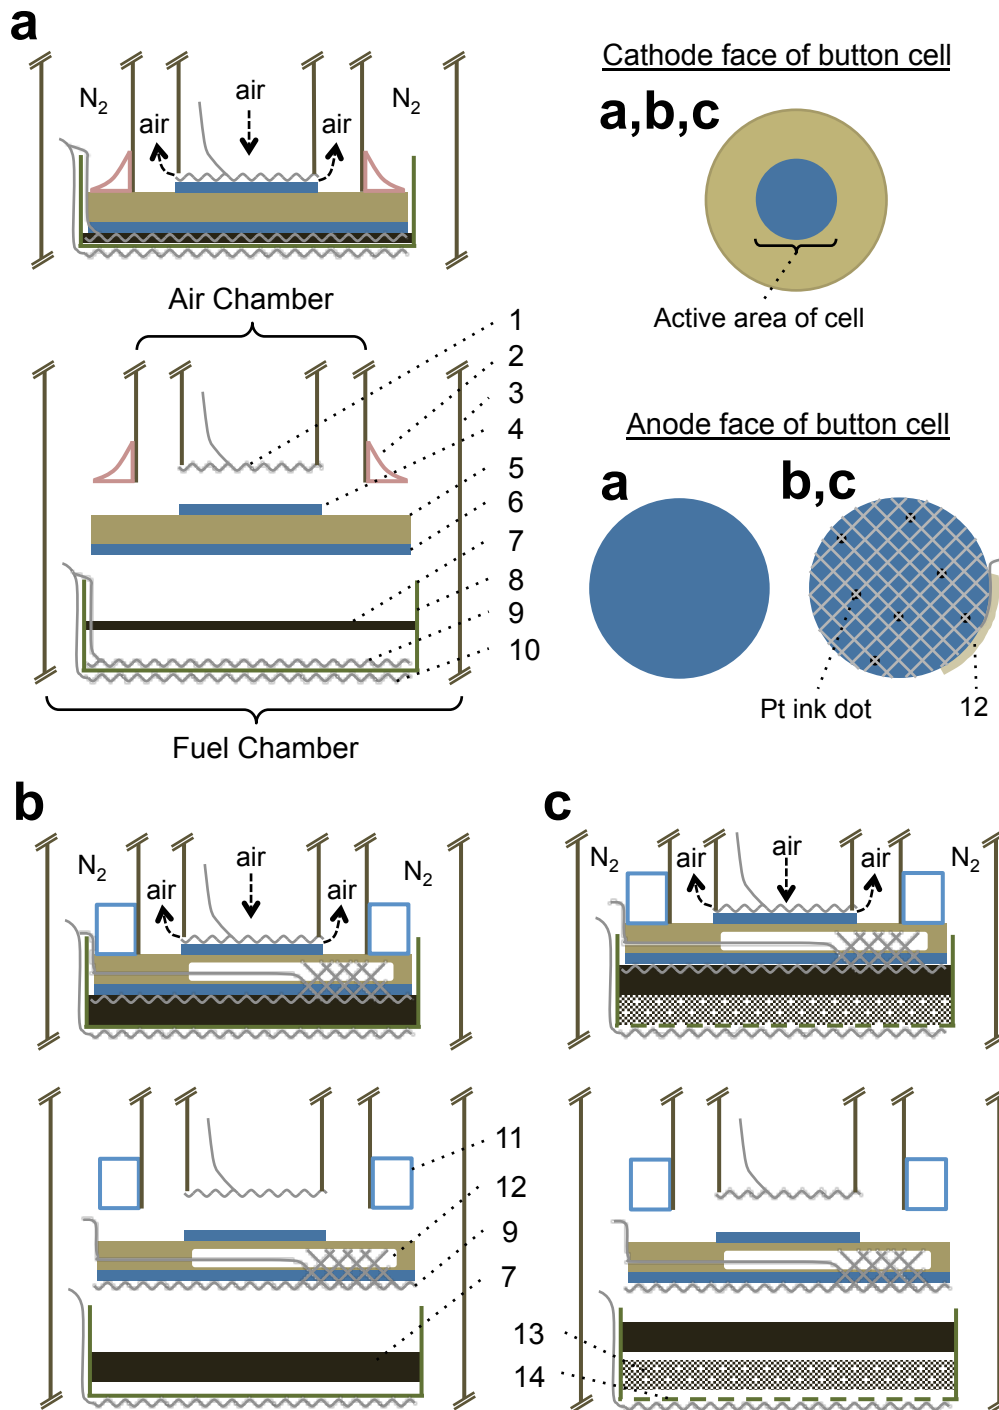 a
N2
air
N2
air
air
Air Chamber
1
2
3
4
5
6
7
8
9
10
Fuel Chamber
Cathode face of button cell
a,b,c
Active area of cell
Anode face of button cell
a
b,c
Pt ink dot
12
b
N2
air
N2
air
air
11
12
9
7
c
N2
air
air
air
N2
13
14